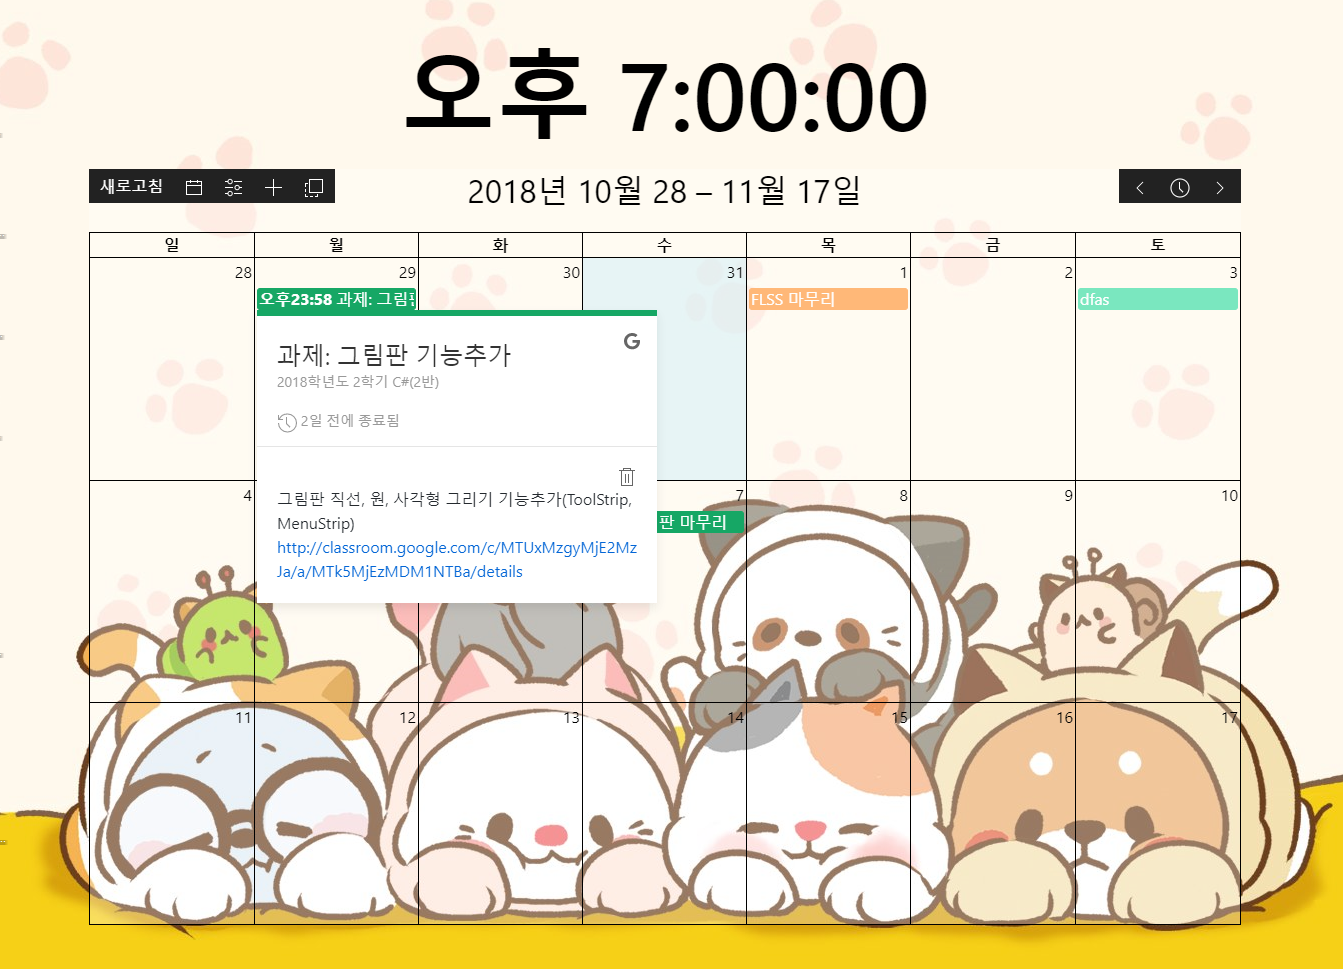 오후 7:00:00
새로고침
2018년 10월 28 – 11월 17일
일 월 화 수 목 금 토
28 29 30 31 1 2 3
오후23:58 과제: 그림판
FLSS 마무리
dfas
G
과제: 그림판 기능추가
2018학년도 2학기 C#(2반)
2일 전에 종료됨
그림판 직선, 원, 사각형 그리기 기능추가(ToolStrip,
MenuStrip)
http://classroom.google.com/c/MTUxMzgyMjE2Mz
Ja/a/MTk5MjEzMDM1NTBa/details
4 7 8 9 10
판 마무리
11 12 13 14 15 16 17